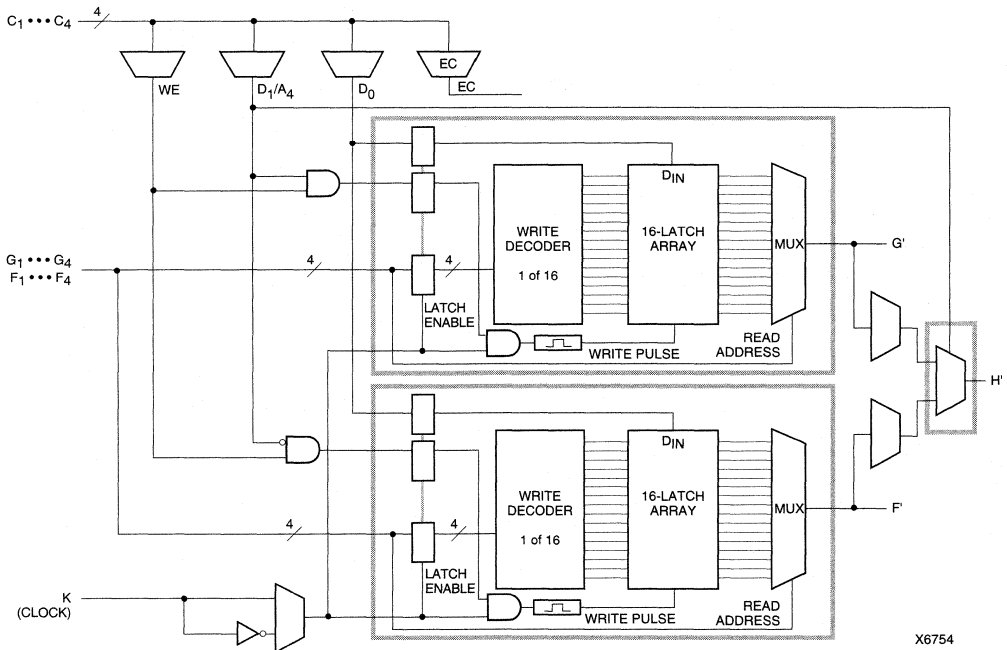 C1 ••• C4
4
EC
WE
D1/A4
D0
EC
DIN
WRITE
DECODER
1 of 16
16-LATCH
ARRAY
MUX
G'
G1 ••• G4
F1 ••• F4
4
4
LATCH
ENABLE
WRITE PULSE
READ
ADDRESS
H'
DIN
WRITE
DECODER
1 of 16
16-LATCH
ARRAY
MUX
F'
4
4
LATCH
ENABLE
K
(CLOCK)
WRITE PULSE
READ
ADDRESS
X6754